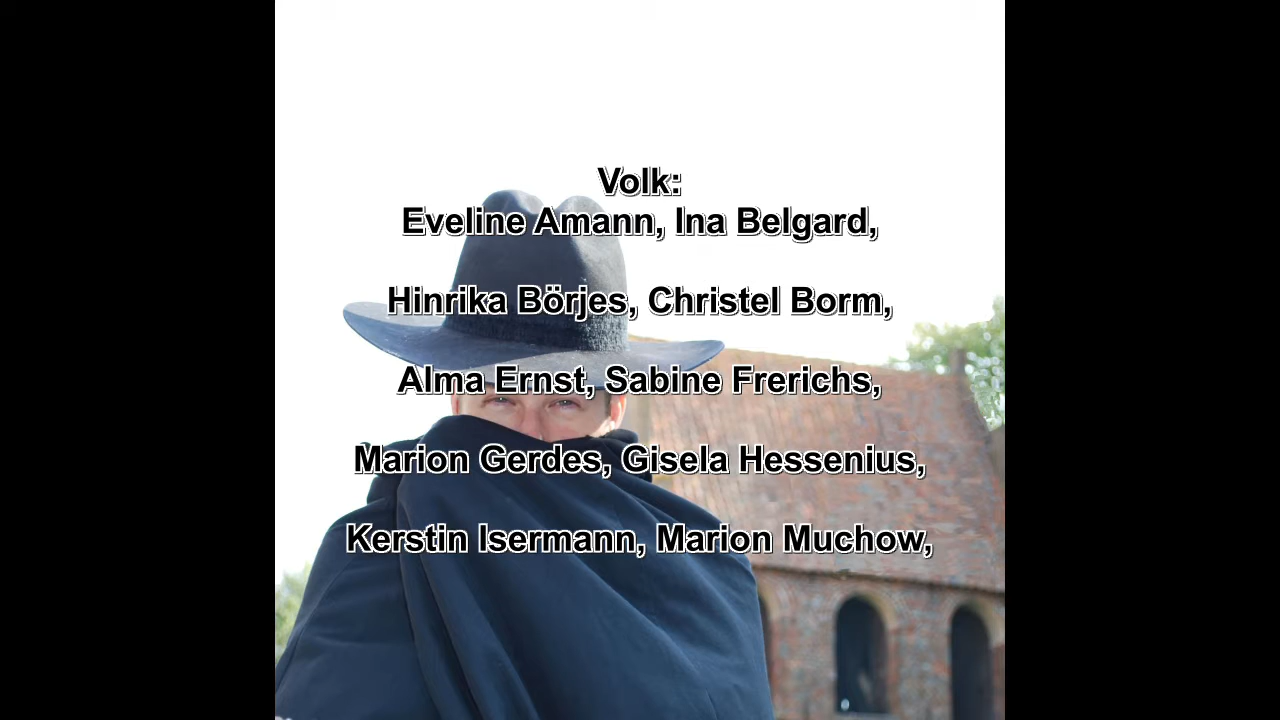 Volk:
Eveline Amann, Ina Belgard,
Hinrika Börjes, Christel Borm,
Alma Ernst, Sabine Frerichs,
Marion Gerdes, Gisela Hessenius,
Kerstin Isermann, Marion Muchow,